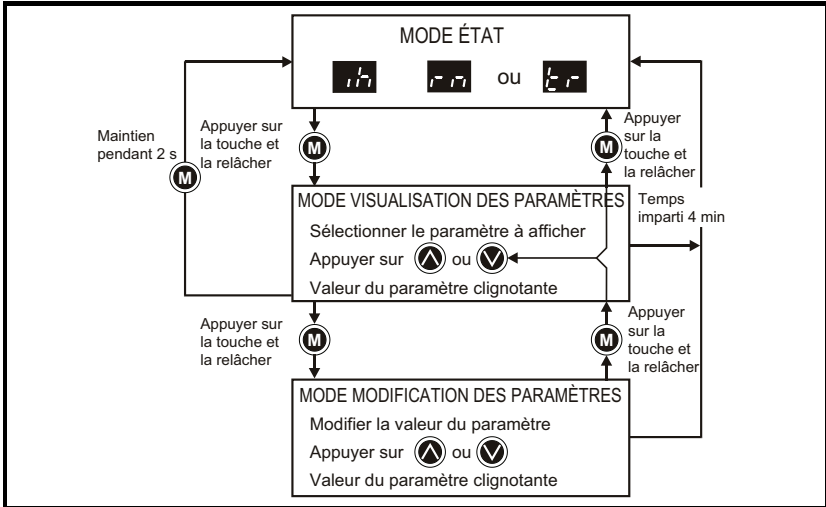 MODE ÉTAT
ih rn ou tr
Maintien
pendant 2 s
M
Appuyer sur
la touche et
la relâcher
M
M
Appuyer
sur la
touche et
la relâcher
MODE VISUALISATION DES PARAMÈTRES
Sélectionner le paramètre à afficher
Appuyer sur ou
Valeur du paramètre clignotante
Temps
imparti 4 min
Appuyer sur
la touche et
la relâcher
M
M
Appuyer
sur la
touche et
la relâcher
MODE MODIFICATION DES PARAMÈTRES
Modifier la valeur du paramètre
Appuyer sur ou
Valeur du paramètre clignotante